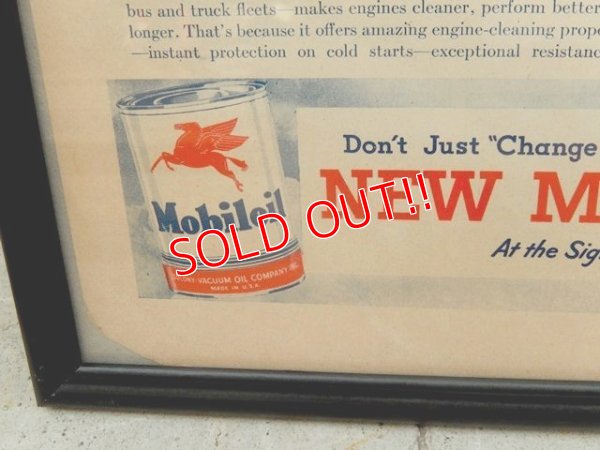 bus and truck fleets—makes engines cleaner, perform better
longer. That's because it offers amazing engine-cleaning prope
—instant protection on cold starts—exceptional resistanc
Don't Just "Change
NEW M
At the Sig
Mobiloil
VACUUM OIL COMPANY INC.
MADE IN U.S.A.
SOLD OUT!!